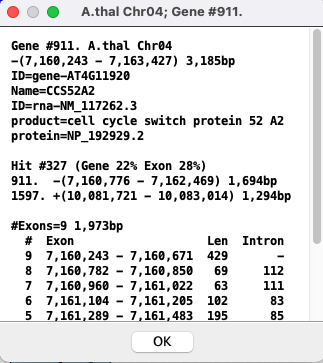 A.thal Chr04; Gene #911.
Gene #911. A.thal Chr04
-(7,160,243 - 7,163,427) 3,185bp
ID=gene-AT4G11920
Name=CCS52A2
ID=rna-NM_117262.3
product=cell cycle switch protein 52 A2
protein=NP_192929.2
Hit #327 (Gene 22% Exon 28%)
911. -(7,160,776 - 7,162,469) 1,694bp
1597. +(10,081,721 - 10,083,014) 1,294bp
#Exons=9 1,973bp
# Exon Len Intron
9 7,160,243 - 7,160,671 429 -
8 7,160,782 - 7,160,850 69 112
7 7,160,960 - 7,161,022 63 111
6 7,161,104 - 7,161,205 102 83
5 7,161,289 - 7,161,483 195 85
OK